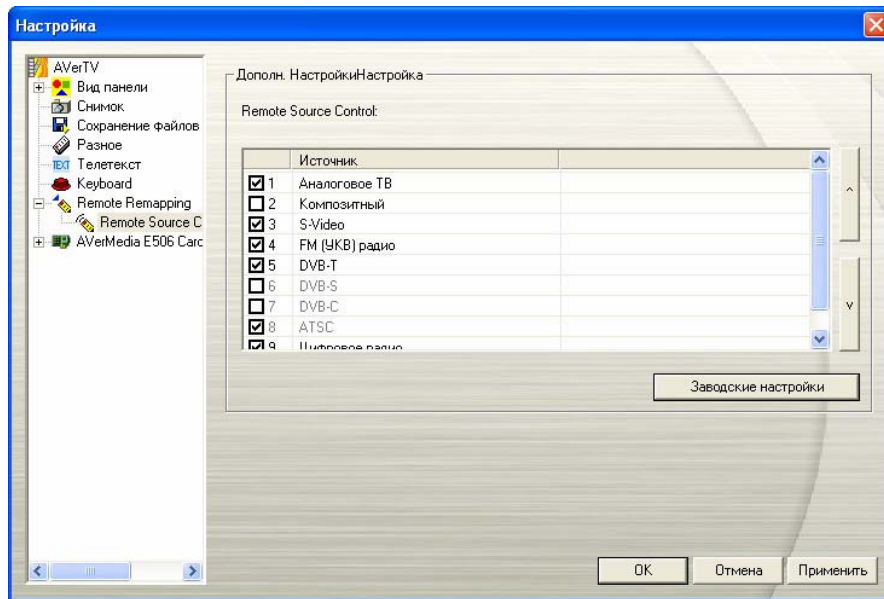 Настройка
AVerTV
Вид панели
Снимок
Сохранение файлов
Разное
TEXT Телетекст
Keyboard
Remote Remapping
Remote Source C
AVerMedia E506 Card
Дополн. НастройкиНастройка
Remote Source Control:
Источник
1 Аналоговое ТВ
2 Композитный
3 S-Video
4 FM (УКВ) радио
5 DVB-T
6 DVB-S
7 DVB-C
8 ATSC
9 Цифровое радио
Заводские настройки
OK Отмена Применить